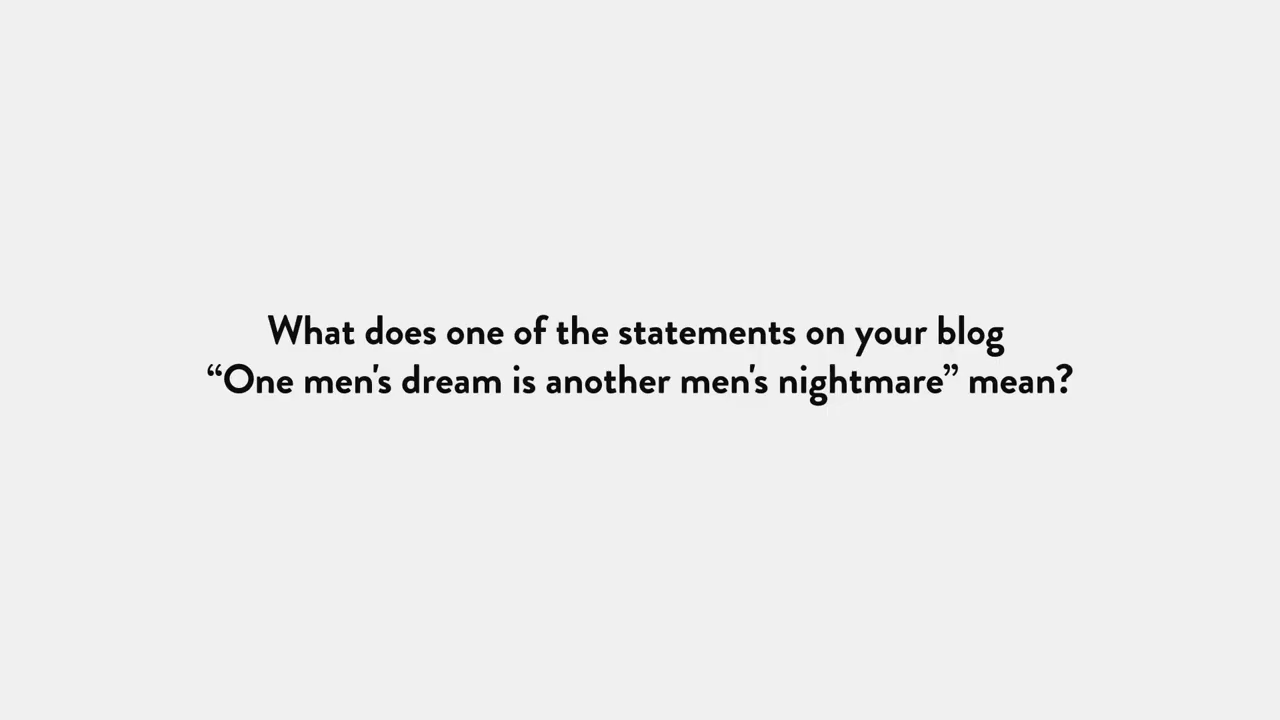 What does one of the statements on your blog
“One men's dream is another men's nightmare” mean?